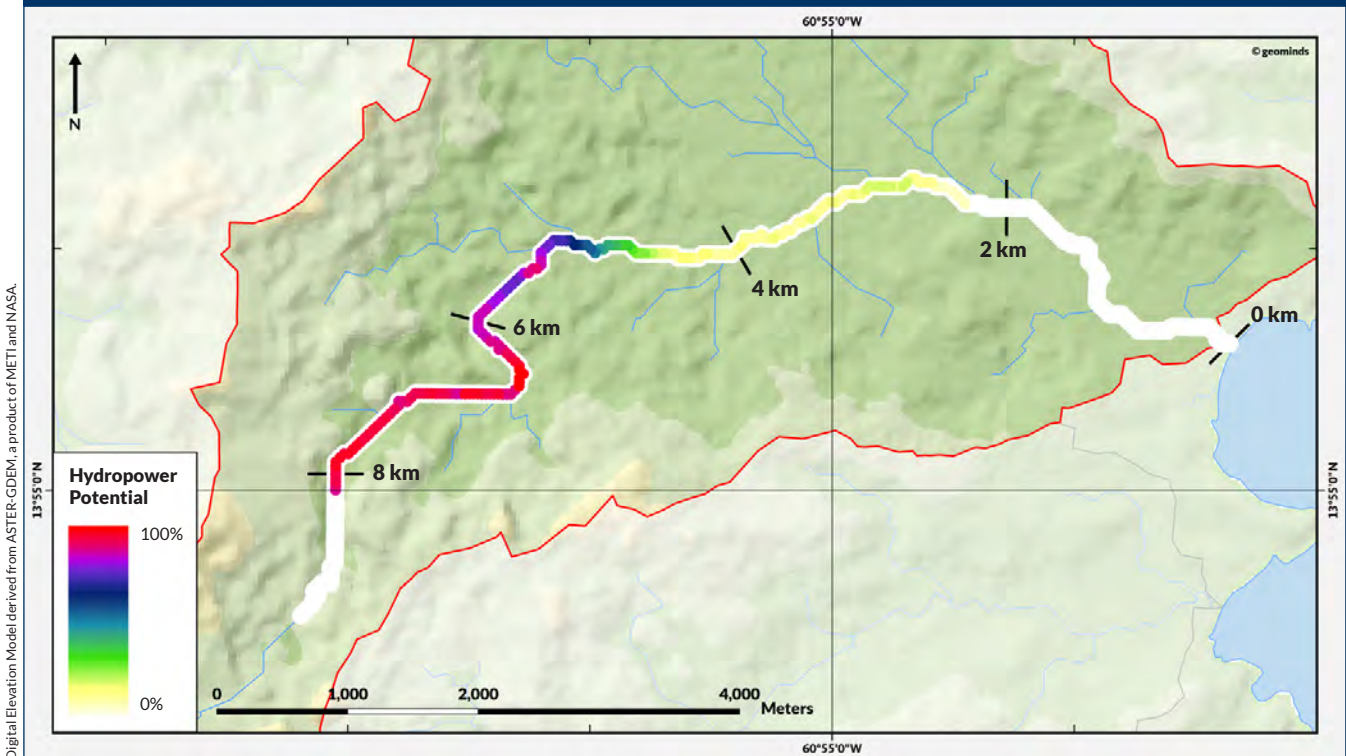 60°55'0"W
© geominds
N
0 km
2 km
4 km
6 km
8 km
13°55'0"N
13°55'0"N
Hydropower
Potential
100%
0%
0 1,000 2,000 4,000
Meters
60°55'0"W
Digital Elevation Model derived from ASTER-GDEM, a product of METI and NASA.